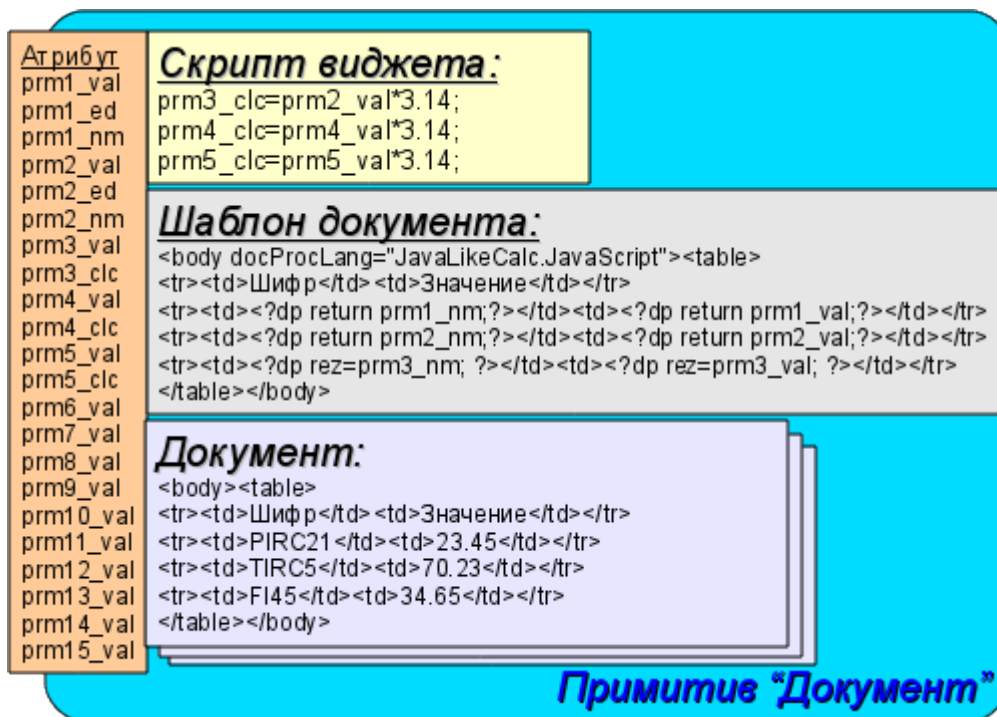 Атрибут
prm1_val
prm1_ed
prm1_nm
prm2_val
prm2_ed
prm2_nm
prm3_val
prm3_clc
prm4_val
prm4_clc
prm5_val
prm5_clc
prm6_val
prm7_val
prm8_val
prm9_val
prm10_val
prm11_val
prm12_val
prm13_val
prm14_val
prm15_val
Скрипт виджета:
prm3_clc=prm2_val*3.14;
prm4_clc=prm4_val*3.14;
prm5_clc=prm5_val*3.14;
Шаблон документа:
<body docProcLang="JavaLikeCalc.JavaScript"><table>
<tr><td>Шифр</td><td>Значение</td></tr>
<tr><td><?dp return prm1_nm;?></td><td><?dp return prm1_val;?></td></tr>
<tr><td><?dp return prm2_nm;?></td><td><?dp return prm2_val;?></td></tr>
<tr><td><?dp rez=prm3_nm; ?></td><td><?dp rez=prm3_val; ?></td></tr>
</table></body>
Документ:
<body><table>
<tr><td>Шифр</td><td>Значение</td></tr>
<tr><td>PIRC21</td><td>23.45</td></tr>
<tr><td>TIRC5</td><td>70.23</td></tr>
<tr><td>FI45</td><td>34.65</td></tr>
</table></body>
Примитив “Документ”